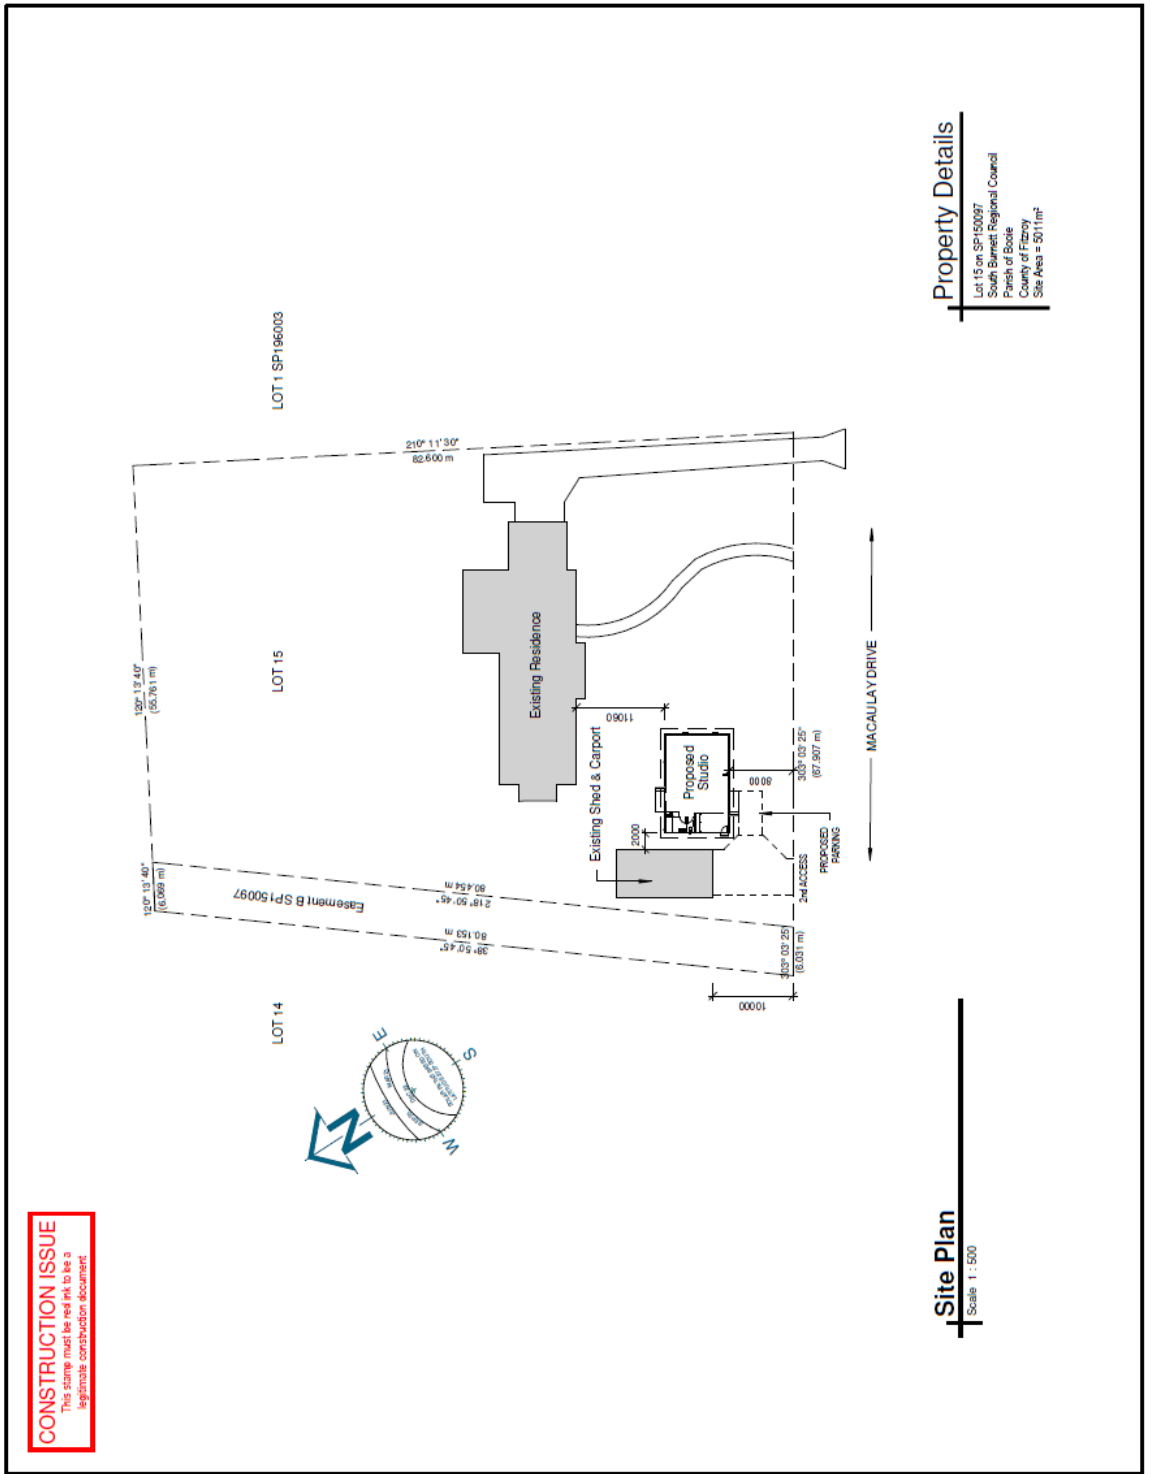 CONSTRUCTION ISSUE
This stamp must be red ink to be a
legitimate construction document
LOT 1 SP196003
210° 11' 30"
82.600 m
120° 13' 40"
(55.761 m)
LOT 15
Existing Residence
11060
Existing Shed & Carport
Proposed
Studio
2000
8000
303° 03' 25"
(67.907 m)
MACAULAY DRIVE
PROPOSED
PARKING
2nd ACCESS
120° 13' 40"
(6.069 m)
Easement B SP150097
218° 50' 45"
80.454 m
38° 50' 45"
80.153 m
303° 03' 25"
(6.031 m)
10000
LOT 14
N
E
S
W
Property Details
Lot 15 on SP150097
South Burnett Regional Council
Parish of Booie
County of Fitzroy
Site Area = 5011m²
Site Plan
Scale 1 : 500